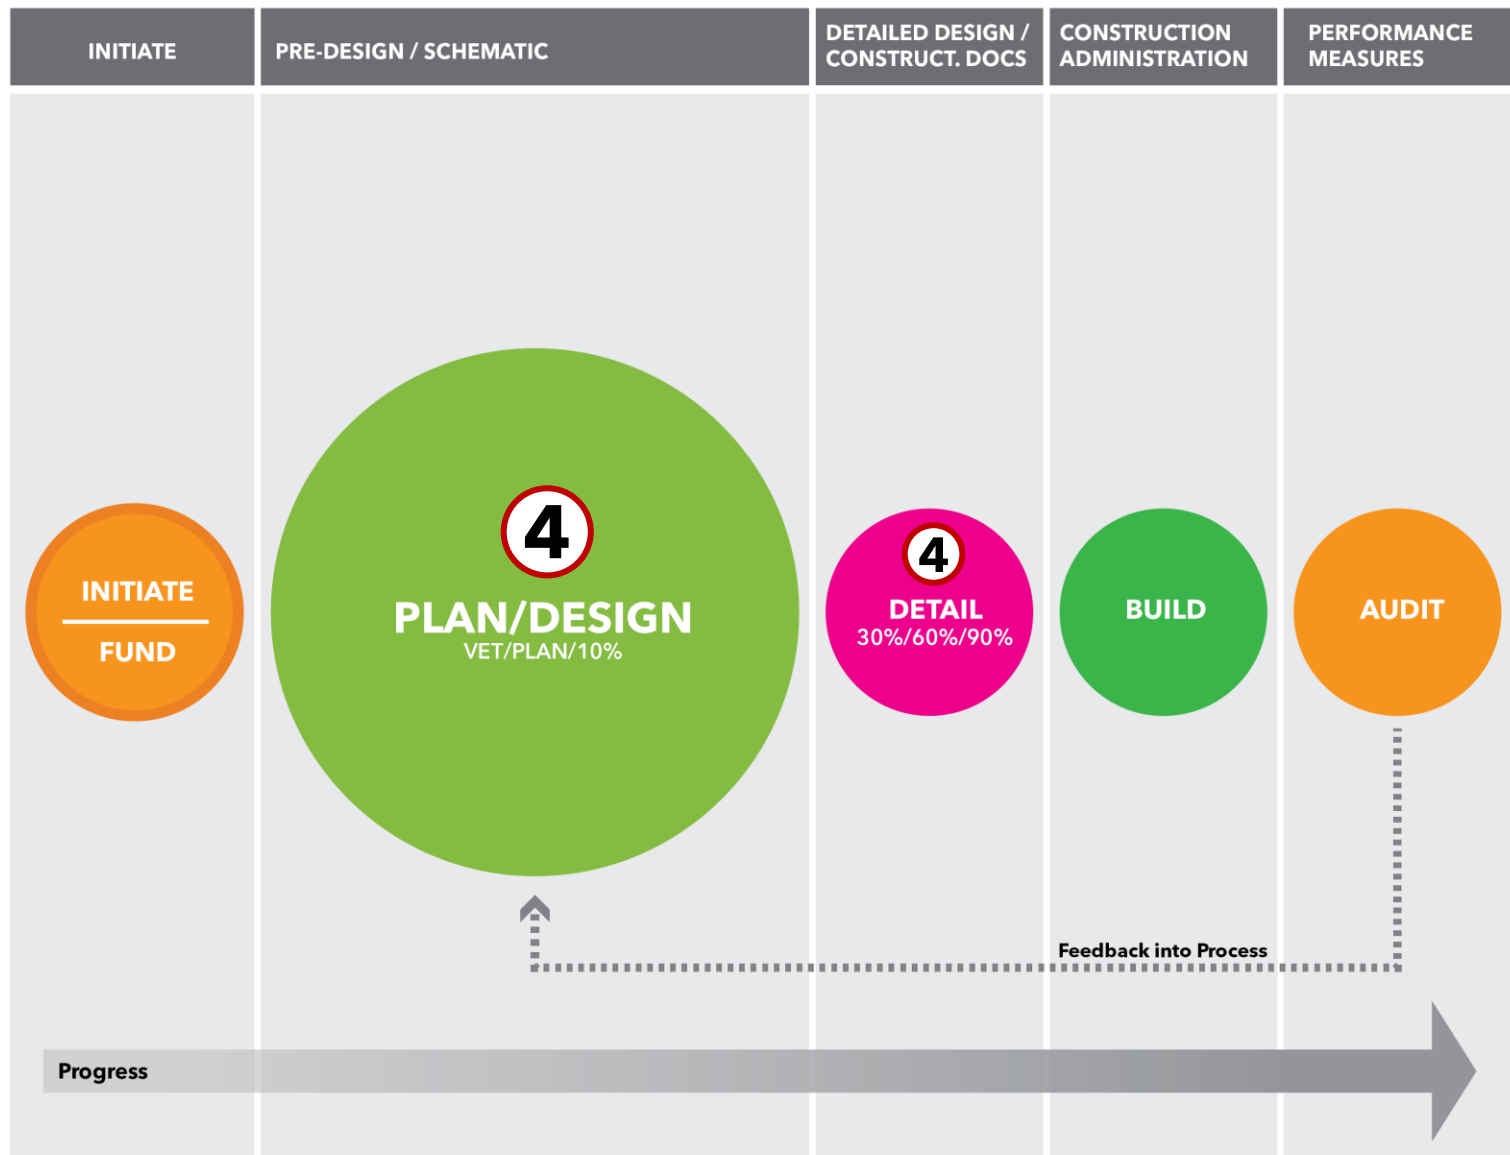 INITIATE
PRE-DESIGN / SCHEMATIC
DETAILED DESIGN /
CONSTRUCT. DOCS
CONSTRUCTION
ADMINISTRATION
PERFORMANCE
MEASURES
INITIATE
FUND
4
PLAN/DESIGN
VET/PLAN/10%
4
DETAIL
30%/60%/90%
BUILD
AUDIT
Feedback into Process
Progress